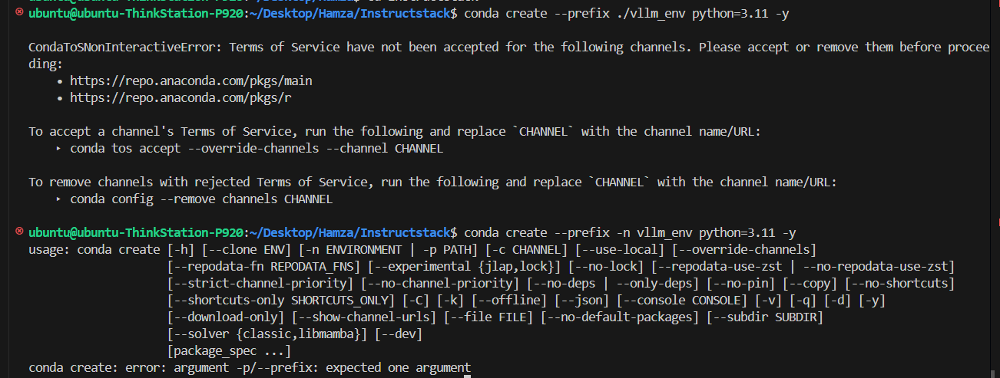 ubuntu@ubuntu-ThinkStation-P920:~/Desktop/Hamza/Instructstack$ conda create --prefix ./vllm_env python=3.11 -y
CondaToSNonInteractiveError: Terms of Service have not been accepted for the following channels. Please accept or remove them before procee
ding:
• https://repo.anaconda.com/pkgs/main
• https://repo.anaconda.com/pkgs/r
To accept a channel's Terms of Service, run the following and replace `CHANNEL` with the channel name/URL:
‣ conda tos accept --override-channels --channel CHANNEL
To remove channels with rejected Terms of Service, run the following and replace `CHANNEL` with the channel name/URL:
‣ conda config --remove channels CHANNEL
ubuntu@ubuntu-ThinkStation-P920:~/Desktop/Hamza/Instructstack$ conda create --prefix -n vllm_env python=3.11 -y
usage: conda create [-h] [--clone ENV] [-n ENVIRONMENT | -p PATH] [-c CHANNEL] [--use-local] [--override-channels]
[--repodata-fn REPODATA_FNS] [--experimental {jlap,lock}] [--no-lock] [--repodata-use-zst | --no-repodata-use-zst]
[--strict-channel-priority] [--no-channel-priority] [--no-deps | --only-deps] [--no-pin] [--copy] [--no-shortcuts]
[--shortcuts-only SHORTCUTS_ONLY] [-C] [-k] [--offline] [--json] [--console CONSOLE] [-v] [-q] [-d] [-y]
[--download-only] [--show-channel-urls] [--file FILE] [--no-default-packages] [--subdir SUBDIR]
[--solver {classic,libmamba}] [--dev]
[package_spec ...]
conda create: error: argument -p/--prefix: expected one argument